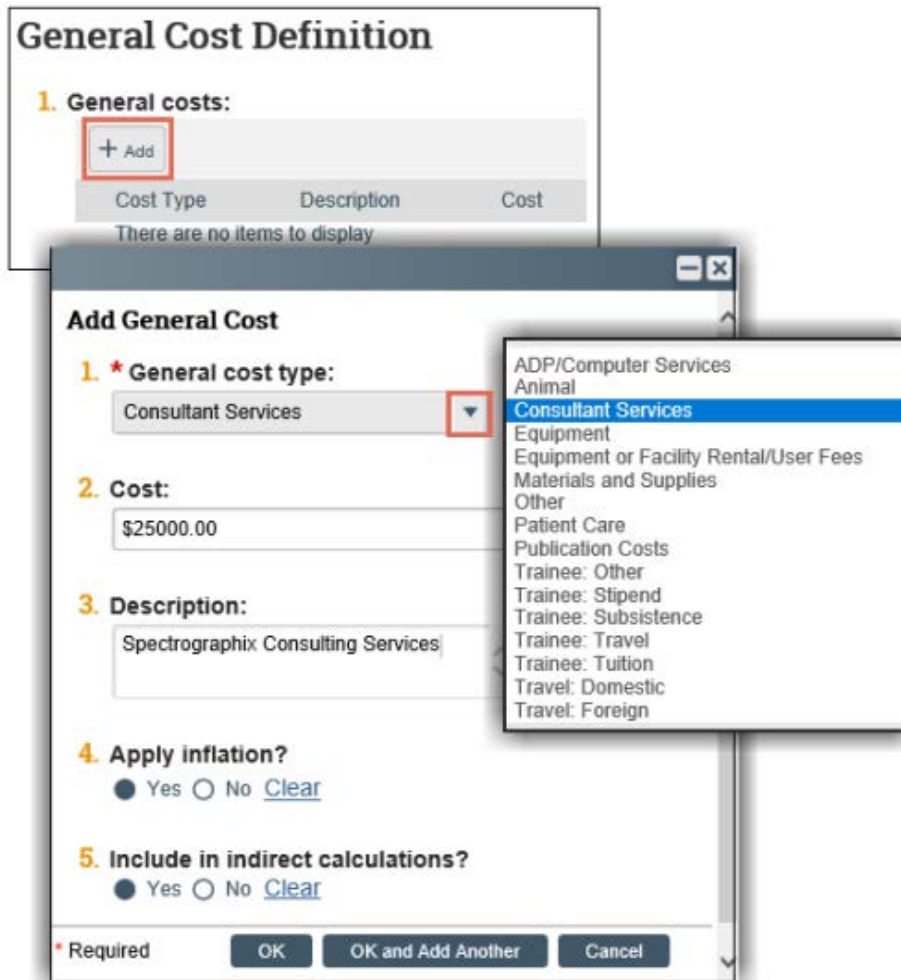 General Cost Definition
1. General costs:
+ Add
Cost Type Description Cost
There are no items to display
Add General Cost
1. * General cost type:
Consultant Services
ADP/Computer Services
Animal
Consultant Services
Equipment
Equipment or Facility Rental/User Fees
Materials and Supplies
Other
Patient Care
Publication Costs
Trainee: Other
Trainee: Stipend
Trainee: Subsistence
Trainee: Travel
Trainee: Tuition
Travel: Domestic
Travel: Foreign
2. Cost:
$25000.00
3. Description:
Spectrographix Consulting Services
4. Apply inflation?
Yes No Clear
5. Include in indirect calculations?
Yes No Clear
* Required OK OK and Add Another Cancel